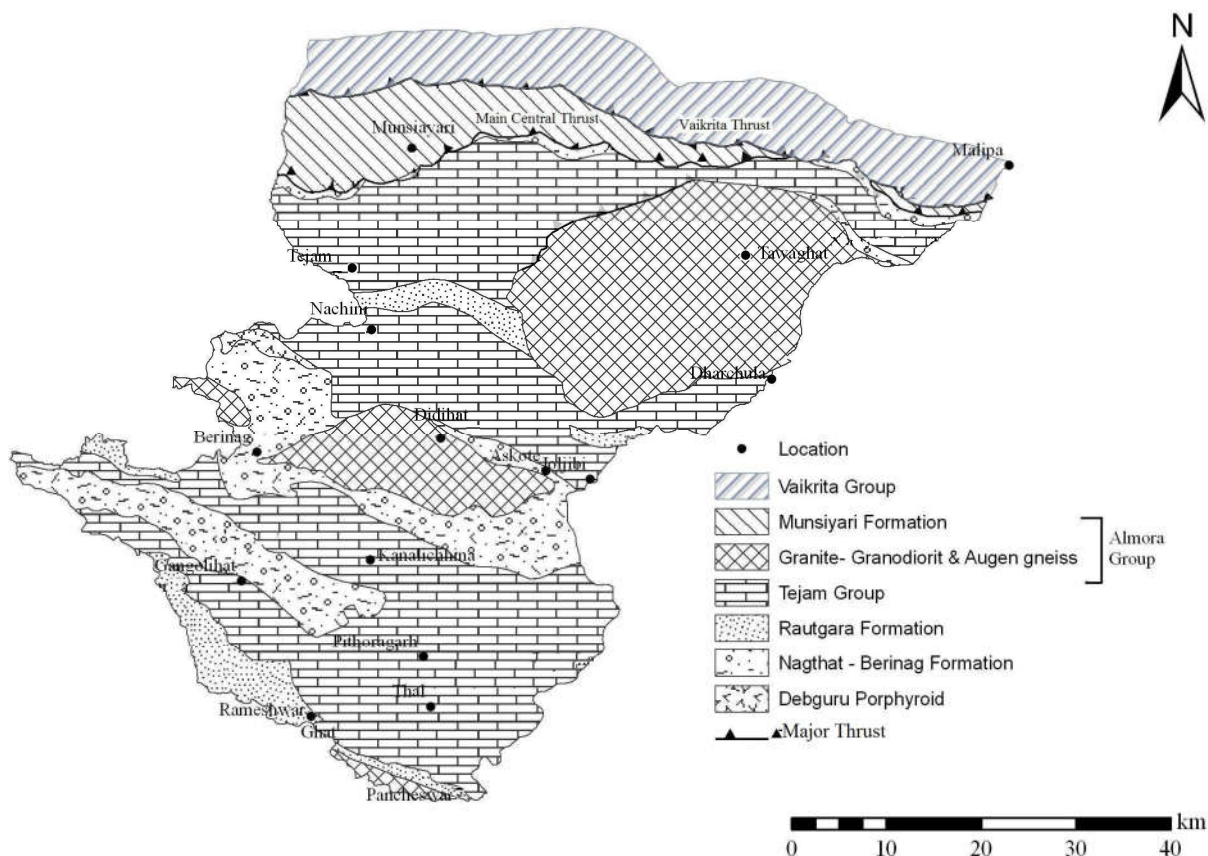 N
Main Central Thrust
Munsiayari
Vaikrita Thrust
Malipa
Tejam
Tawaghat
Nachini
Dharchula
Didihat
Berinag
Askote
Joljibi
Kanalichhina
Gangolihat
Pithoragarh
Thal
Rameshwar
Ghat
Pancheswar
Location
Vaikrita Group
Munsiyari Formation
Granite- Granodiorit & Augen gneiss
Almora
Group
Tejam Group
Rautgara Formation
Nagthat - Berinag Formation
Debguru Porphyroid
Major Thrust
km
0 10 20 30 40